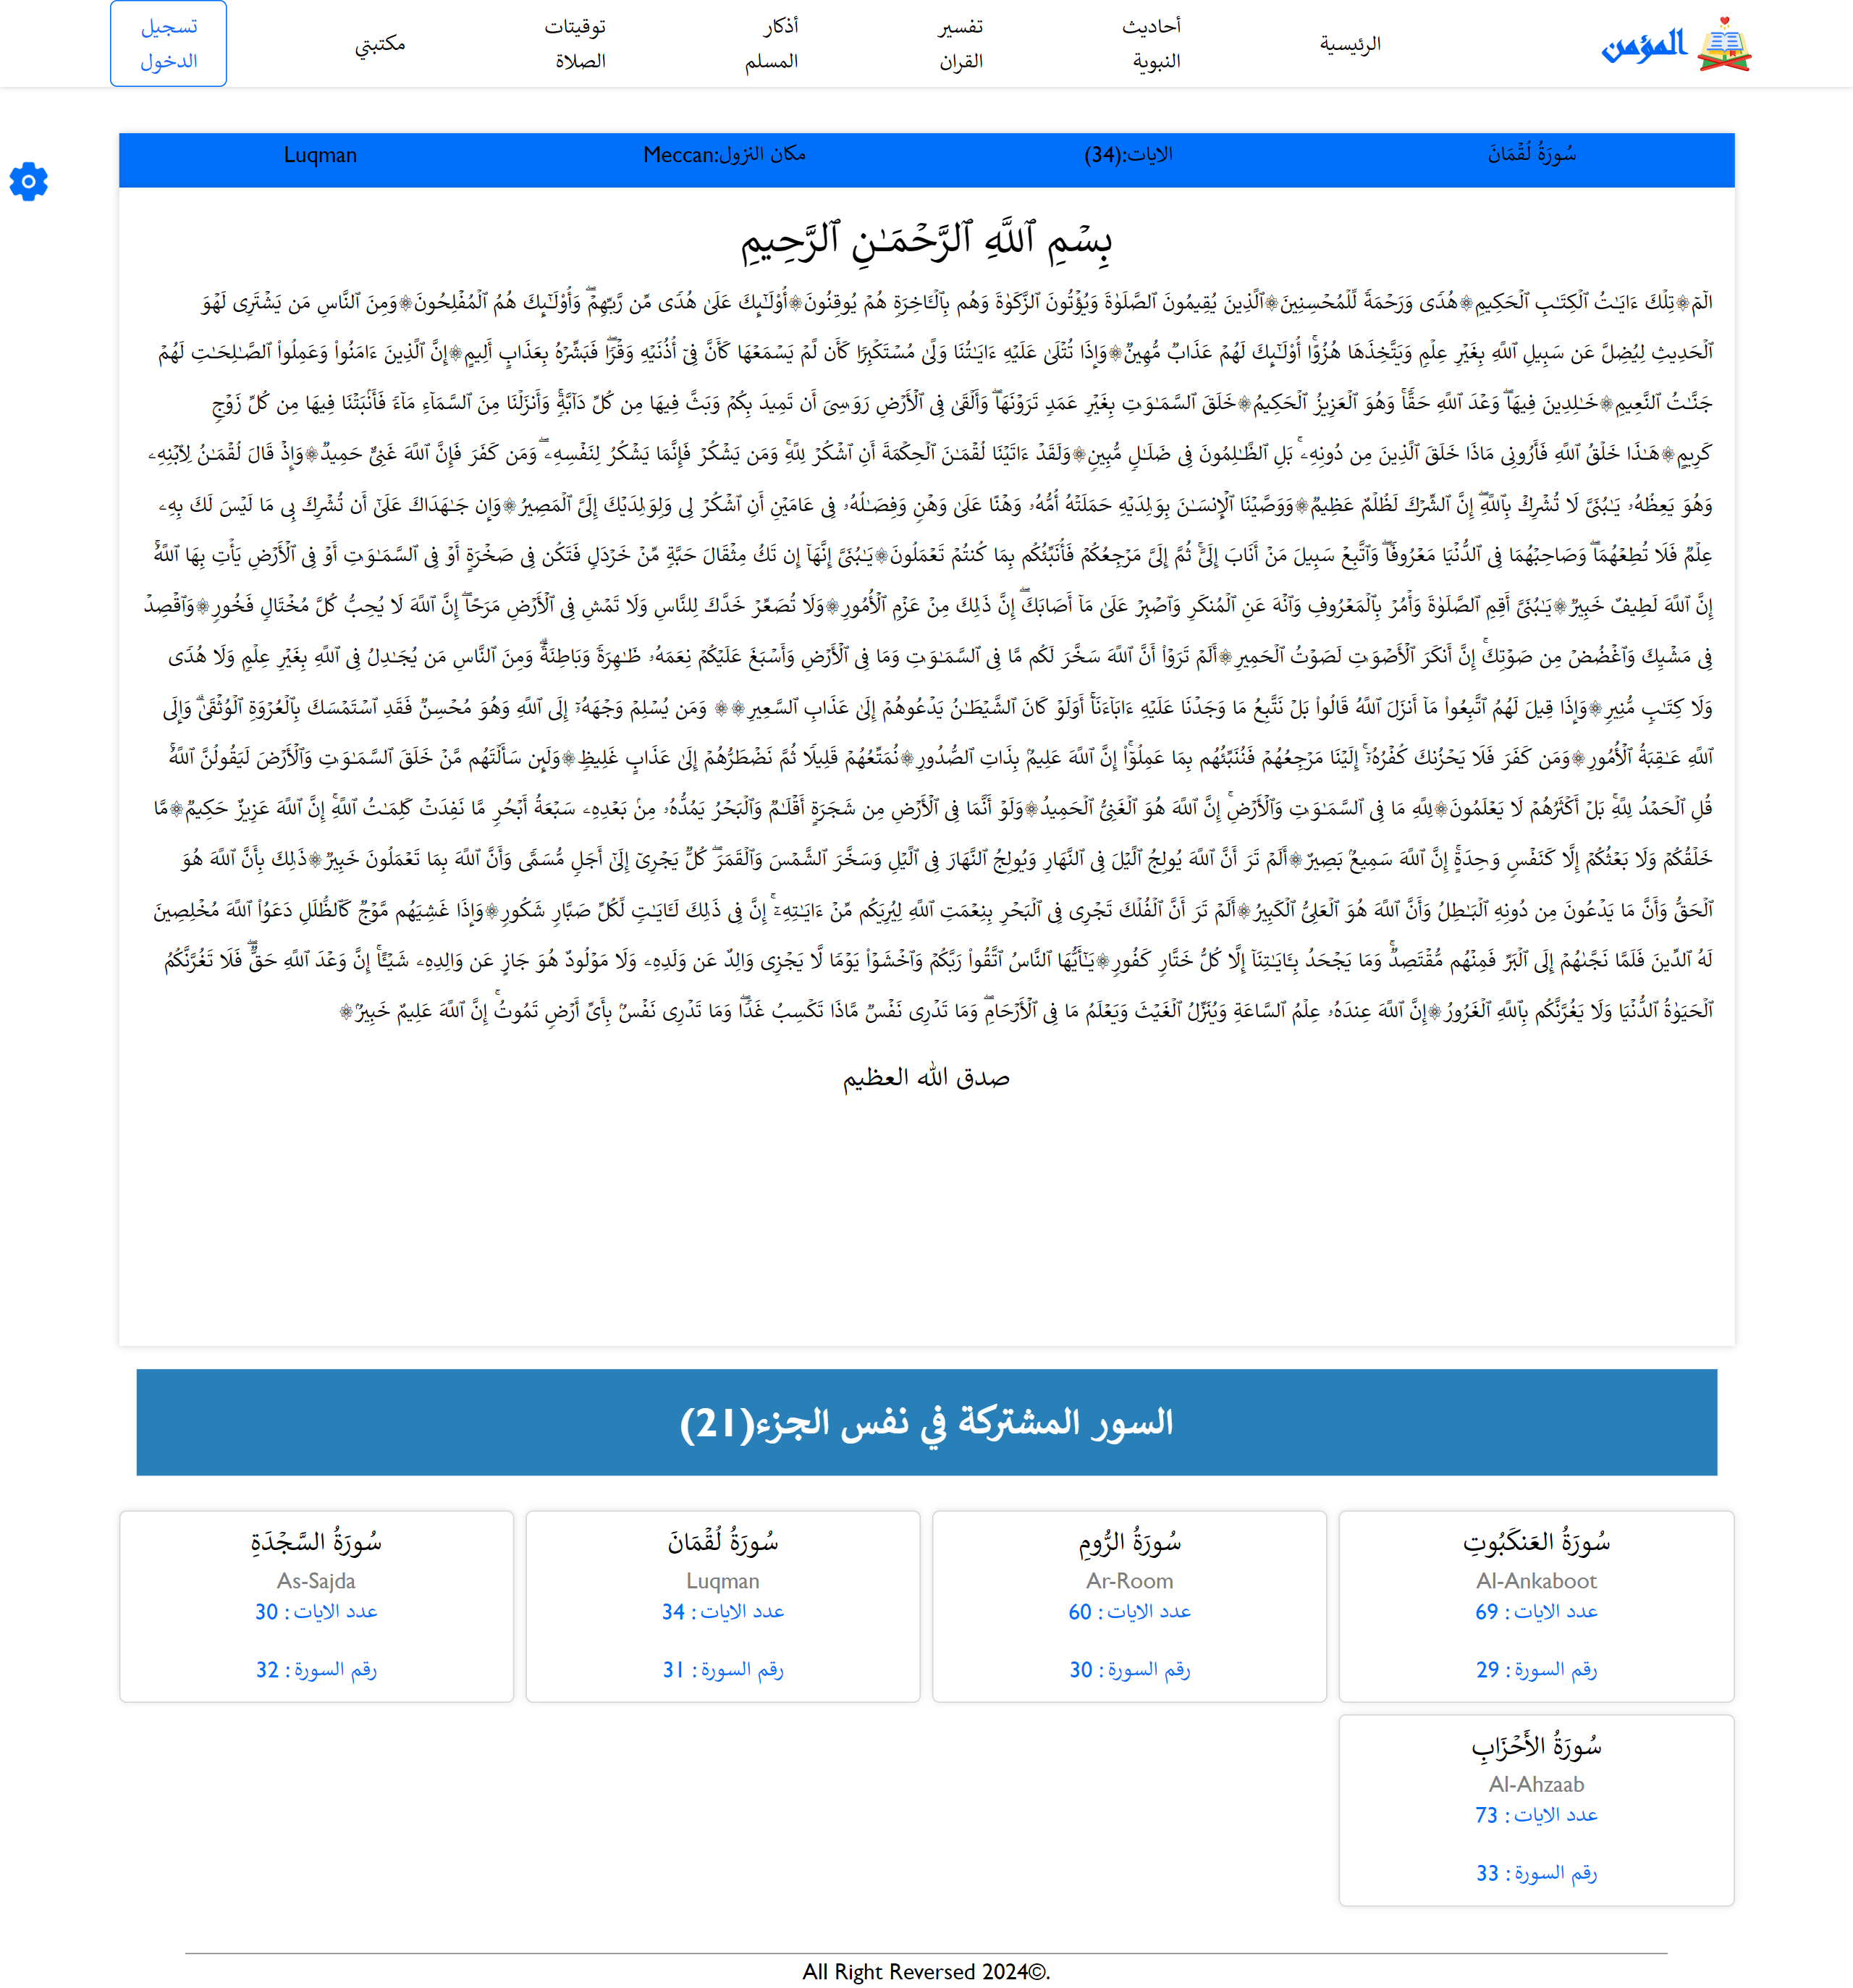 المؤمن
الرئيسية
أحاديث
النبوية
تفسير
القران
أذكار
المسلم
توقيتات
الصلاة
مكتبتي
تسجيل
الدخول
سُورَةُ لُقْمَانَ
الايات:(34)
مكان النزول:Meccan
Luqman
بِسْمِ ٱللَّهِ ٱلرَّحْمَـٰنِ ٱلرَّحِيمِ
الٓمٓ۞تِلْكَ ءَايَـٰتُ ٱلْكِتَـٰبِ ٱلْحَكِيمِ۞هُدًى وَرَحْمَةً لِّلْمُحْسِنِينَ۞ٱلَّذِينَ يُقِيمُونَ ٱلصَّلَوٰةَ وَيُؤْتُونَ ٱلزَّكَوٰةَ وَهُم بِٱلْـَٔاخِرَةِ هُمْ يُوقِنُونَ۞أُو۟لَـٰٓئِكَ عَلَىٰ هُدًى مِّن رَّبِّهِمْ ۖ وَأُو۟لَـٰٓئِكَ هُمُ ٱلْمُفْلِحُونَ۞وَمِنَ ٱلنَّاسِ مَن يَشْتَرِى لَهْوَ
ٱلْحَدِيثِ لِيُضِلَّ عَن سَبِيلِ ٱللَّهِ بِغَيْرِ عِلْمٍ وَيَتَّخِذَهَا هُزُوًا ۚ أُو۟لَـٰٓئِكَ لَهُمْ عَذَابٌ مُّهِينٌ۞وَإِذَا تُتْلَىٰ عَلَيْهِ ءَايَـٰتُنَا وَلَّىٰ مُسْتَكْبِرًا كَأَن لَّمْ يَسْمَعْهَا كَأَنَّ فِىٓ أُذُنَيْهِ وَقْرًا ۖ فَبَشِّرْهُ بِعَذَابٍ أَلِيمٍ۞إِنَّ ٱلَّذِينَ ءَامَنُوا۟ وَعَمِلُوا۟ ٱلصَّـٰلِحَـٰتِ لَهُمْ
جَنَّـٰتُ ٱلنَّعِيمِ۞خَـٰلِدِينَ فِيهَا ۖ وَعْدَ ٱللَّهِ حَقًّا ۚ وَهُوَ ٱلْعَزِيزُ ٱلْحَكِيمُ۞خَلَقَ ٱلسَّمَـٰوَٰتِ بِغَيْرِ عَمَدٍ تَرَوْنَهَا ۖ وَأَلْقَىٰ فِى ٱلْأَرْضِ رَوَٰسِىَ أَن تَمِيدَ بِكُمْ وَبَثَّ فِيهَا مِن كُلِّ دَآبَّةٍ ۚ وَأَنزَلْنَا مِنَ ٱلسَّمَآءِ مَآءً فَأَنۢبَتْنَا فِيهَا مِن كُلِّ زَوْجٍ
كَرِيمٍ۞هَـٰذَا خَلْقُ ٱللَّهِ فَأَرُونِى مَاذَا خَلَقَ ٱلَّذِينَ مِن دُونِهِۦ ۚ بَلِ ٱلظَّـٰلِمُونَ فِى ضَلَـٰلٍ مُّبِينٍ۞وَلَقَدْ ءَاتَيْنَا لُقْمَـٰنَ ٱلْحِكْمَةَ أَنِ ٱشْكُرْ لِلَّهِ ۚ وَمَن يَشْكُرْ فَإِنَّمَا يَشْكُرُ لِنَفْسِهِۦ ۖ وَمَن كَفَرَ فَإِنَّ ٱللَّهَ غَنِىٌّ حَمِيدٌ۞وَإِذْ قَالَ لُقْمَـٰنُ لِٱبْنِهِۦ
وَهُوَ يَعِظُهُۥ يَـٰبُنَىَّ لَا تُشْرِكْ بِٱللَّهِ ۖ إِنَّ ٱلشِّرْكَ لَظُلْمٌ عَظِيمٌ۞وَوَصَّيْنَا ٱلْإِنسَـٰنَ بِوَٰلِدَيْهِ حَمَلَتْهُ أُمُّهُۥ وَهْنًا عَلَىٰ وَهْنٍ وَفِصَـٰلُهُۥ فِى عَامَيْنِ أَنِ ٱشْكُرْ لِى وَلِوَٰلِدَيْكَ إِلَىَّ ٱلْمَصِيرُ۞وَإِن جَـٰهَدَاكَ عَلَىٰٓ أَن تُشْرِكَ بِى مَا لَيْسَ لَكَ بِهِۦ
عِلْمٌ فَلَا تُطِعْهُمَا ۖ وَصَاحِبْهُمَا فِى ٱلدُّنْيَا مَعْرُوفًا ۖ وَٱتَّبِعْ سَبِيلَ مَنْ أَنَابَ إِلَىَّ ۚ ثُمَّ إِلَىَّ مَرْجِعُكُمْ فَأُنَبِّئُكُم بِمَا كُنتُمْ تَعْمَلُونَ۞يَـٰبُنَىَّ إِنَّهَآ إِن تَكُ مِثْقَالَ حَبَّةٍ مِّنْ خَرْدَلٍ فَتَكُن فِى صَخْرَةٍ أَوْ فِى ٱلسَّمَـٰوَٰتِ أَوْ فِى ٱلْأَرْضِ يَأْتِ بِهَا ٱللَّهُ ۚ
إِنَّ ٱللَّهَ لَطِيفٌ خَبِيرٌ۞يَـٰبُنَىَّ أَقِمِ ٱلصَّلَوٰةَ وَأْمُرْ بِٱلْمَعْرُوفِ وَٱنْهَ عَنِ ٱلْمُنكَرِ وَٱصْبِرْ عَلَىٰ مَآ أَصَابَكَ ۖ إِنَّ ذَٰلِكَ مِنْ عَزْمِ ٱلْأُمُورِ۞وَلَا تُصَعِّرْ خَدَّكَ لِلنَّاسِ وَلَا تَمْشِ فِى ٱلْأَرْضِ مَرَحًا ۖ إِنَّ ٱللَّهَ لَا يُحِبُّ كُلَّ مُخْتَالٍ فَخُورٍ۞وَٱقْصِدْ
فِى مَشْيِكَ وَٱغْضُضْ مِن صَوْتِكَ ۚ إِنَّ أَنكَرَ ٱلْأَصْوَٰتِ لَصَوْتُ ٱلْحَمِيرِ۞أَلَمْ تَرَوْا۟ أَنَّ ٱللَّهَ سَخَّرَ لَكُم مَّا فِى ٱلسَّمَـٰوَٰتِ وَمَا فِى ٱلْأَرْضِ وَأَسْبَغَ عَلَيْكُمْ نِعَمَهُۥ ظَـٰهِرَةً وَبَاطِنَةً ۗ وَمِنَ ٱلنَّاسِ مَن يُجَـٰدِلُ فِى ٱللَّهِ بِغَيْرِ عِلْمٍ وَلَا هُدًى
وَلَا كِتَـٰبٍ مُّنِيرٍ۞وَإِذَا قِيلَ لَهُمُ ٱتَّبِعُوا۟ مَآ أَنزَلَ ٱللَّهُ قَالُوا۟ بَلْ نَتَّبِعُ مَا وَجَدْنَا عَلَيْهِ ءَابَآءَنَآ ۚ أَوَلَوْ كَانَ ٱلشَّيْطَـٰنُ يَدْعُوهُمْ إِلَىٰ عَذَابِ ٱلسَّعِيرِ۞۞ وَمَن يُسْلِمْ وَجْهَهُۥٓ إِلَى ٱللَّهِ وَهُوَ مُحْسِنٌ فَقَدِ ٱسْتَمْسَكَ بِٱلْعُرْوَةِ ٱلْوُثْقَىٰ ۗ وَإِلَى
ٱللَّهِ عَـٰقِبَةُ ٱلْأُمُورِ۞وَمَن كَفَرَ فَلَا يَحْزُنكَ كُفْرُهُۥٓ ۚ إِلَيْنَا مَرْجِعُهُمْ فَنُنَبِّئُهُم بِمَا عَمِلُوٓا۟ ۚ إِنَّ ٱللَّهَ عَلِيمٌۢ بِذَاتِ ٱلصُّدُورِ۞نُمَتِّعُهُمْ قَلِيلًا ثُمَّ نَضْطَرُّهُمْ إِلَىٰ عَذَابٍ غَلِيظٍ۞وَلَئِن سَأَلْتَهُم مَّنْ خَلَقَ ٱلسَّمَـٰوَٰتِ وَٱلْأَرْضَ لَيَقُولُنَّ ٱللَّهُ ۚ
قُلِ ٱلْحَمْدُ لِلَّهِ ۚ بَلْ أَكْثَرُهُمْ لَا يَعْلَمُونَ۞لِلَّهِ مَا فِى ٱلسَّمَـٰوَٰتِ وَٱلْأَرْضِ ۚ إِنَّ ٱللَّهَ هُوَ ٱلْغَنِىُّ ٱلْحَمِيدُ۞وَلَوْ أَنَّمَا فِى ٱلْأَرْضِ مِن شَجَرَةٍ أَقْلَـٰمٌ وَٱلْبَحْرُ يَمُدُّهُۥ مِنۢ بَعْدِهِۦ سَبْعَةُ أَبْحُرٍ مَّا نَفِدَتْ كَلِمَـٰتُ ٱللَّهِ ۗ إِنَّ ٱللَّهَ عَزِيزٌ حَكِيمٌ۞مَّا
خَلْقُكُمْ وَلَا بَعْثُكُمْ إِلَّا كَنَفْسٍ وَٰحِدَةٍ ۗ إِنَّ ٱللَّهَ سَمِيعٌۢ بَصِيرٌ۞أَلَمْ تَرَ أَنَّ ٱللَّهَ يُولِجُ ٱلَّيْلَ فِى ٱلنَّهَارِ وَيُولِجُ ٱلنَّهَارَ فِى ٱلَّيْلِ وَسَخَّرَ ٱلشَّمْسَ وَٱلْقَمَرَ ۖ كُلٌّ يَجْرِىٓ إِلَىٰٓ أَجَلٍ مُّسَمًّى وَأَنَّ ٱللَّهَ بِمَا تَعْمَلُونَ خَبِيرٌ۞ذَٰلِكَ بِأَنَّ ٱللَّهَ هُوَ
ٱلْحَقُّ وَأَنَّ مَا يَدْعُونَ مِن دُونِهِ ٱلْبَـٰطِلُ وَأَنَّ ٱللَّهَ هُوَ ٱلْعَلِىُّ ٱلْكَبِيرُ۞أَلَمْ تَرَ أَنَّ ٱلْفُلْكَ تَجْرِى فِى ٱلْبَحْرِ بِنِعْمَتِ ٱللَّهِ لِيُرِيَكُم مِّنْ ءَايَـٰتِهِۦٓ ۚ إِنَّ فِى ذَٰلِكَ لَـَٔايَـٰتٍ لِّكُلِّ صَبَّارٍ شَكُورٍ۞وَإِذَا غَشِيَهُم مَّوْجٌ كَٱلظُّلَلِ دَعَوُا۟ ٱللَّهَ مُخْلِصِينَ
لَهُ ٱلدِّينَ فَلَمَّا نَجَّىٰهُمْ إِلَى ٱلْبَرِّ فَمِنْهُم مُّقْتَصِدٌ ۚ وَمَا يَجْحَدُ بِـَٔايَـٰتِنَآ إِلَّا كُلُّ خَتَّارٍ كَفُورٍ۞يَـٰٓأَيُّهَا ٱلنَّاسُ ٱتَّقُوا۟ رَبَّكُمْ وَٱخْشَوْا۟ يَوْمًا لَّا يَجْزِى وَالِدٌ عَن وَلَدِهِۦ وَلَا مَوْلُودٌ هُوَ جَازٍ عَن وَالِدِهِۦ شَيْـًٔا ۚ إِنَّ وَعْدَ ٱللَّهِ حَقٌّ ۖ فَلَا تَغُرَّنَّكُمُ
ٱلْحَيَوٰةُ ٱلدُّنْيَا وَلَا يَغُرَّنَّكُم بِٱللَّهِ ٱلْغَرُورُ۞إِنَّ ٱللَّهَ عِندَهُۥ عِلْمُ ٱلسَّاعَةِ وَيُنَزِّلُ ٱلْغَيْثَ وَيَعْلَمُ مَا فِى ٱلْأَرْحَامِ ۖ وَمَا تَدْرِى نَفْسٌ مَّاذَا تَكْسِبُ غَدًا ۖ وَمَا تَدْرِى نَفْسٌۢ بِأَىِّ أَرْضٍ تَمُوتُ ۚ إِنَّ ٱللَّهَ عَلِيمٌ خَبِيرٌۢ۞
صدق الله العظيم
السور المشتركة في نفس الجزء(21)
سُورَةُ العَنكَبُوتِ
Al-Ankaboot
عدد الايات : 69
رقم السورة : 29
سُورَةُ الرُّومِ
Ar-Room
عدد الايات : 60
رقم السورة : 30
سُورَةُ لُقْمَانَ
Luqman
عدد الايات : 34
رقم السورة : 31
سُورَةُ السَّجْدَةِ
As-Sajda
عدد الايات : 30
رقم السورة : 32
سُورَةُ الأَحْزَابِ
Al-Ahzaab
عدد الايات : 73
رقم السورة : 33
All Right Reversed 2024©.